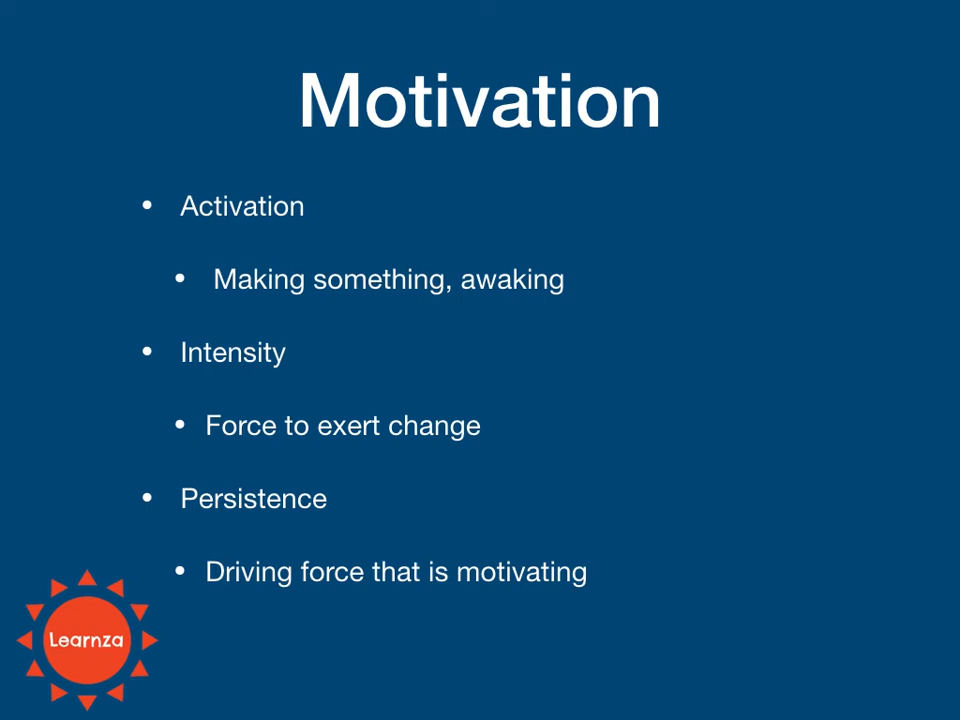 Motivation
• Activation
• Making something, awaking
• Intensity
• Force to exert change
• Persistence
• Driving force that is motivating
Learnza